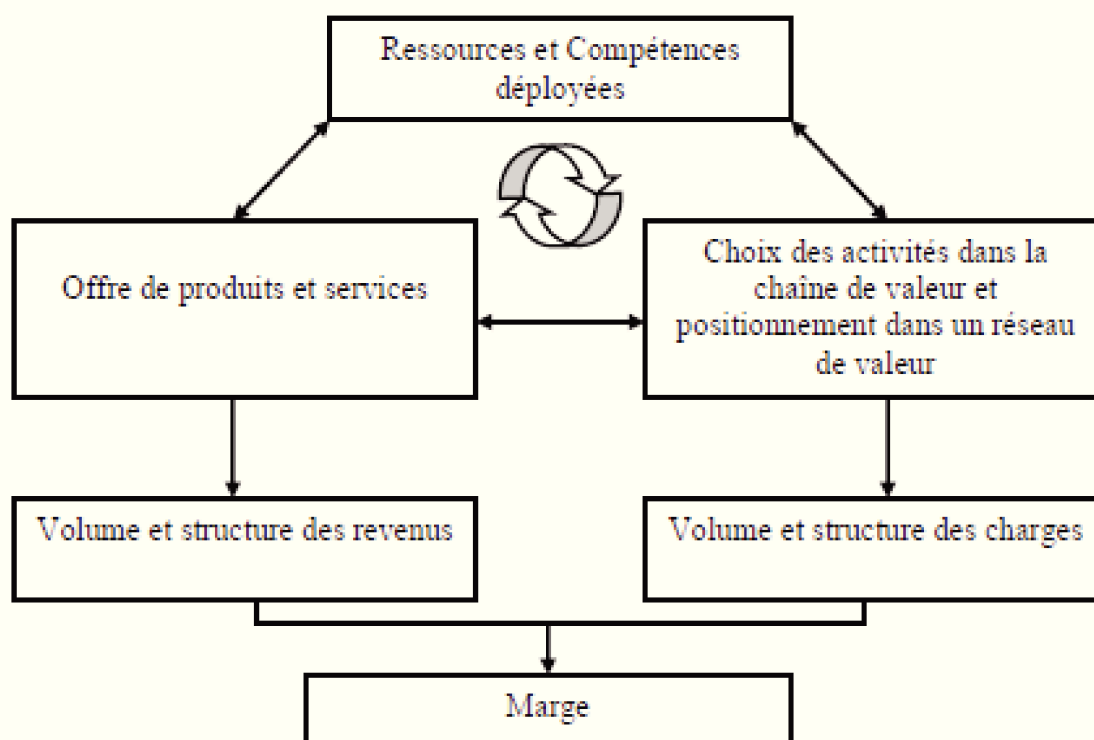 Ressources et Compétences
déployées
Offre de produits et services
Choix des activités dans la
chaîne de valeur et
positionnement dans un réseau
de valeur
Volume et structure des revenus
Volume et structure des charges
Marge